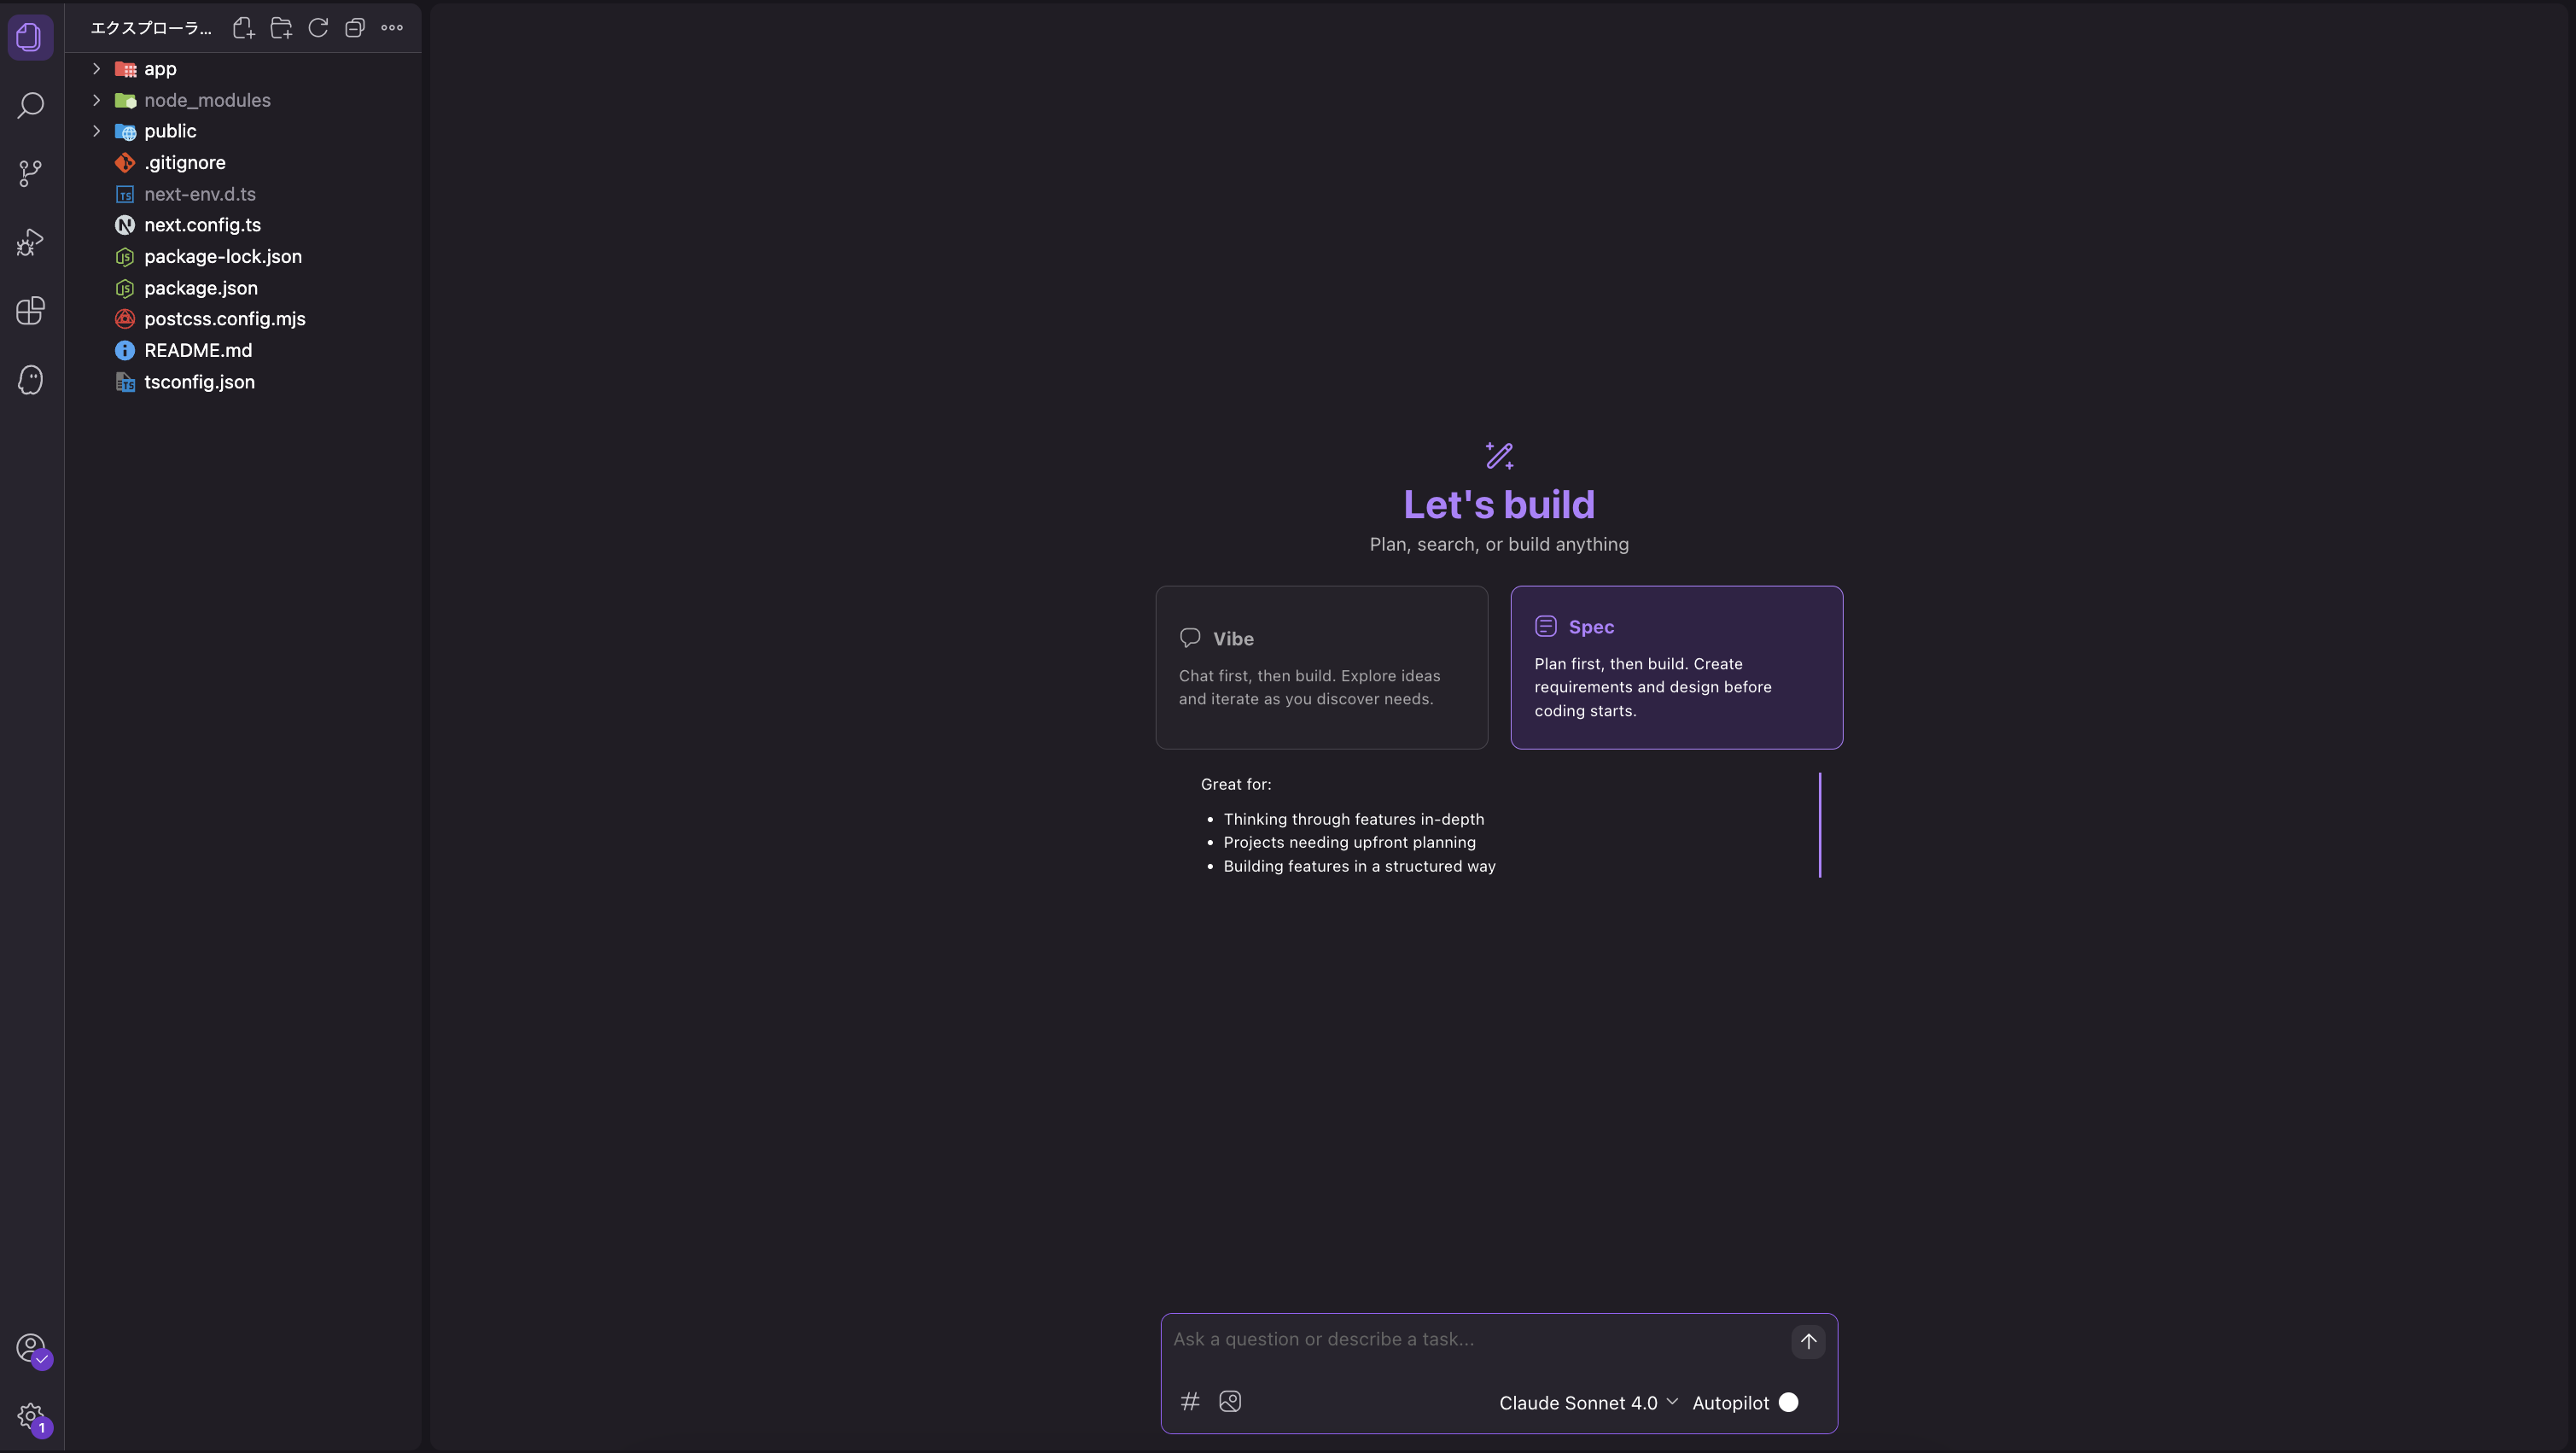 エクスプローラ...
app
node_modules
public
.gitignore
next-env.d.ts
next.config.ts
package-lock.json
package.json
postcss.config.mjs
README.md
tsconfig.json
Let's build
Plan, search, or build anything
Vibe
Chat first, then build. Explore ideas
and iterate as you discover needs.
Spec
Plan first, then build. Create
requirements and design before
coding starts.
Great for:
• Thinking through features in-depth
• Projects needing upfront planning
• Building features in a structured way
Ask a question or describe a task...
Claude Sonnet 4.0 Autopilot
1